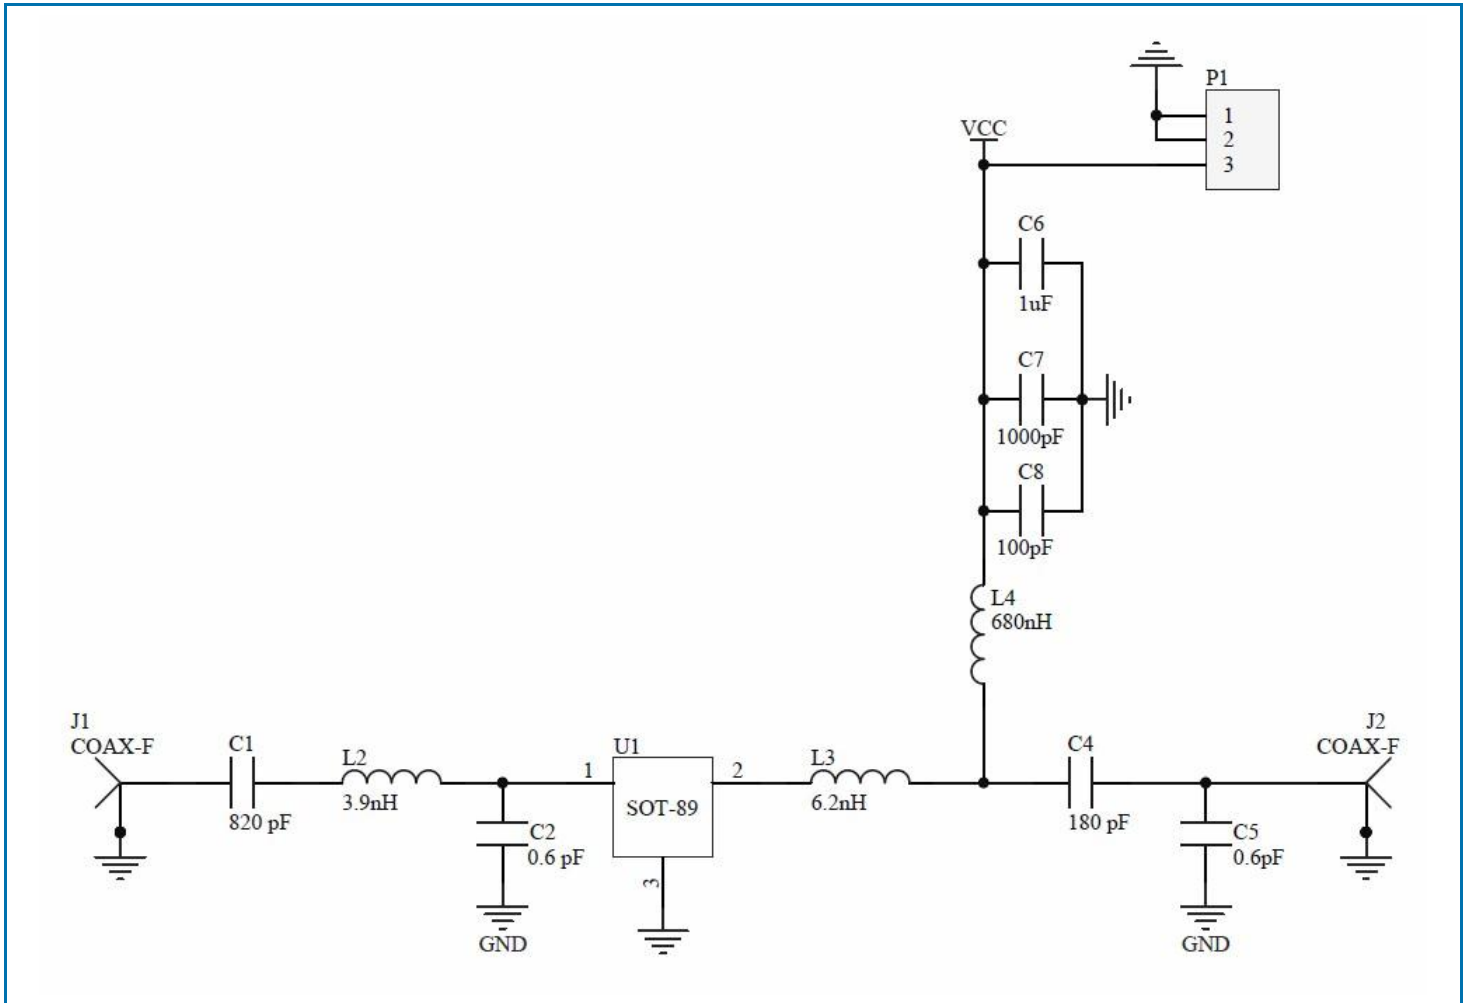 P1
1
2
3
VCC
C6
1uF
C7
1000pF
C8
100pF
L4
680nH
J1
COAX-F
C1
820 pF
L2
3.9nH
C2
0.6 pF
GND
1
U1
SOT-89
2
3
L3
6.2nH
C4
180 pF
C5
0.6pF
GND
J2
COAX-F